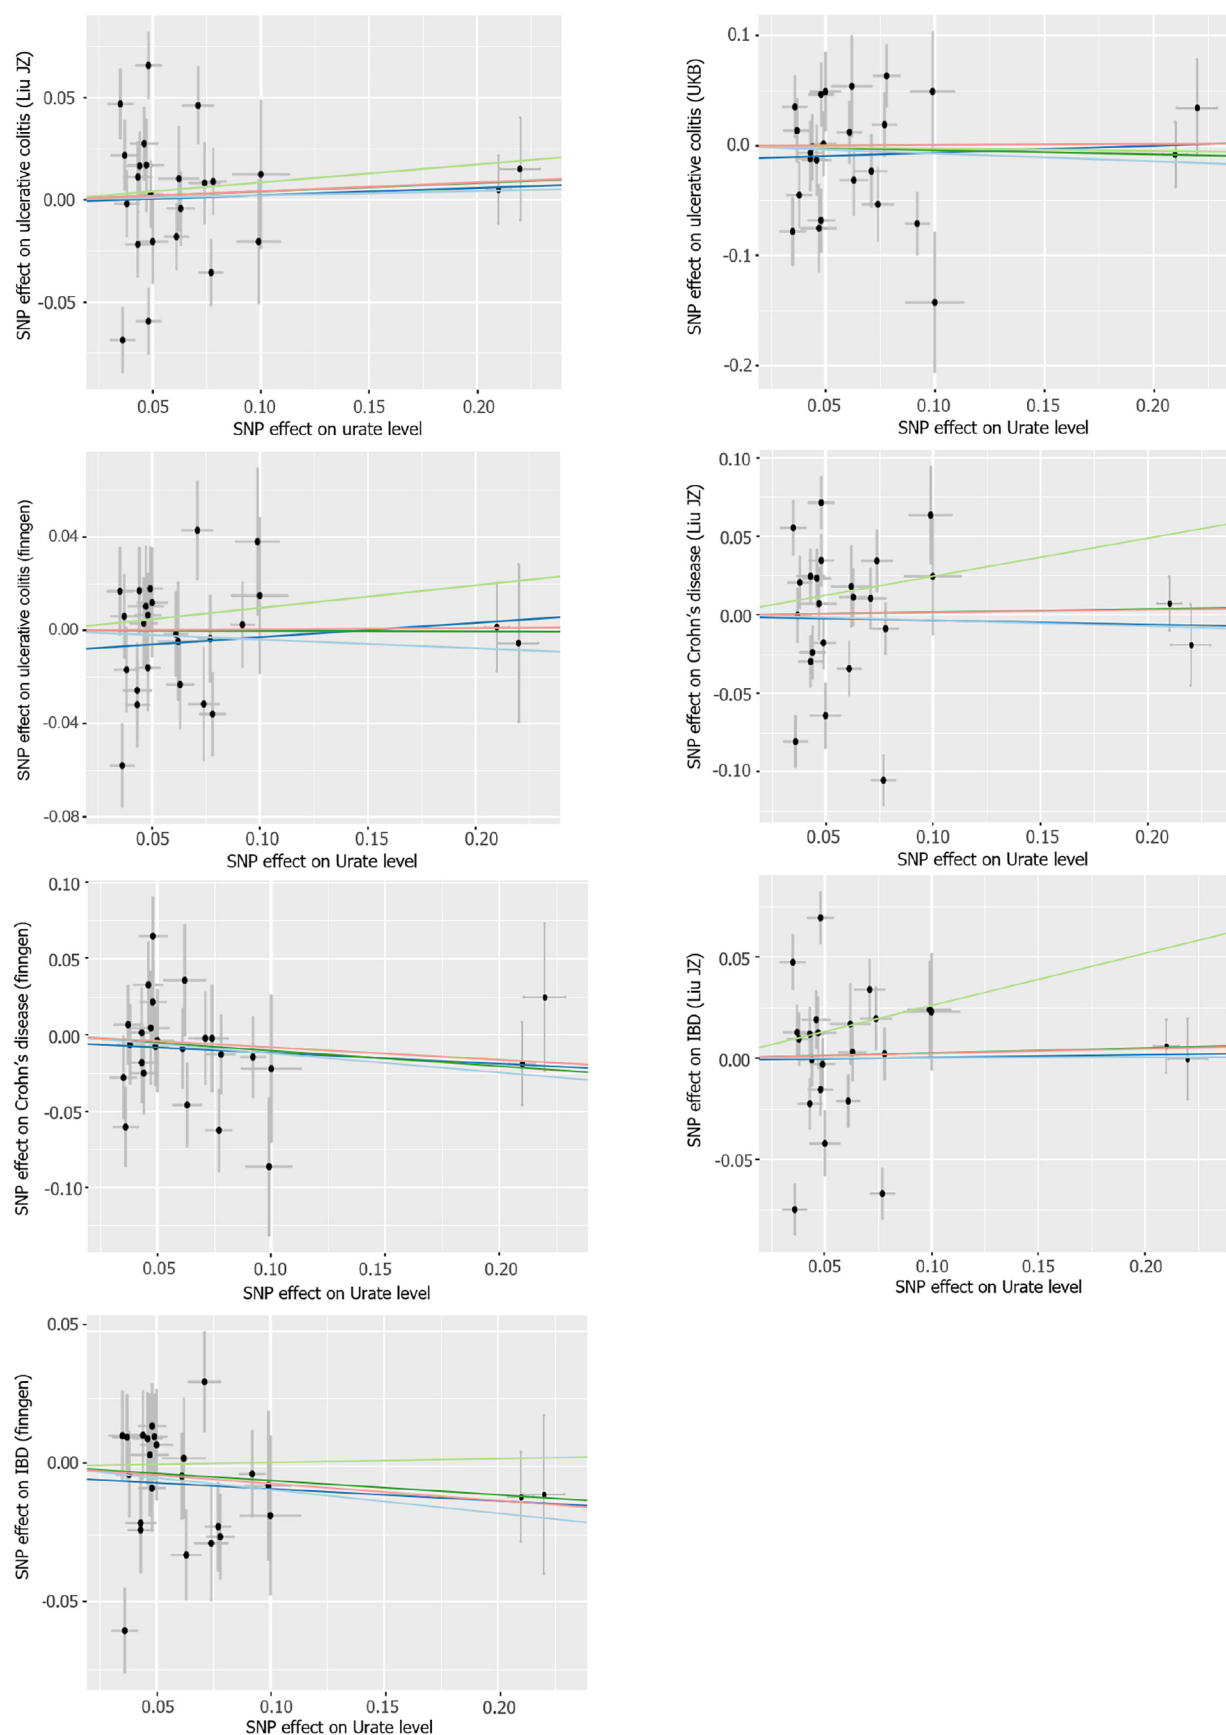 SNP effect on ulcerative colitis (Liu JZ)
0.05
0.00
-0.05
0.05 0.10 0.15 0.20
SNP effect on urate level
SNP effect on ulcerative colitis (UKB)
0.1
0.0
-0.1
-0.2
0.05 0.10 0.15 0.20
SNP effect on Urate level
SNP effect on ulcerative colitis (finngen)
0.04
0.00
-0.04
-0.08
0.05 0.10 0.15 0.20
SNP effect on Urate level
SNP effect on Crohn's disease (Liu JZ)
0.10
0.05
0.00
-0.05
-0.10
0.05 0.10 0.15 0.20
SNP effect on Urate level
SNP effect on Crohn's disease (finngen)
0.10
0.05
0.00
-0.05
-0.10
0.05 0.10 0.15 0.20
SNP effect on Urate level
SNP effect on IBD (Liu JZ)
0.05
0.00
-0.05
0.05 0.10 0.15 0.20
SNP effect on Urate level
SNP effect on IBD (finngen)
0.05
0.00
-0.05
0.05 0.10 0.15 0.20
SNP effect on Urate level